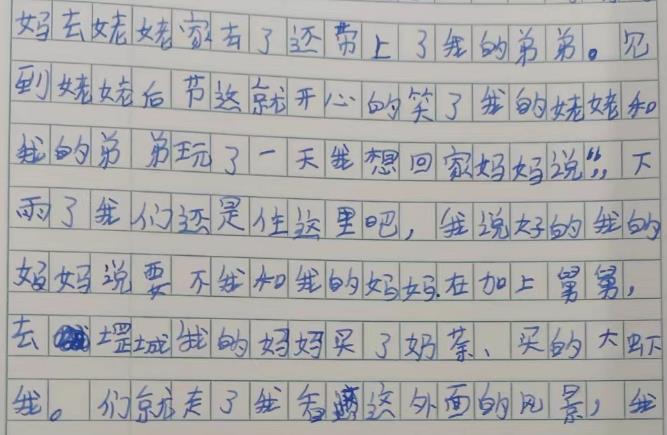 妈去姥姥家去了还带上了我的弟弟。见
到姥姥后节这就开心的笑了我的姥姥和
我的弟弟玩了一天我想回家妈妈说“,,下
雨了我们还是住这里吧,我说好的我的
妈妈说要不我和我的妈妈.在加上舅舅,
去城我的妈妈买了奶茶、买的大虾
我。们就走了我看这外面的风景,我